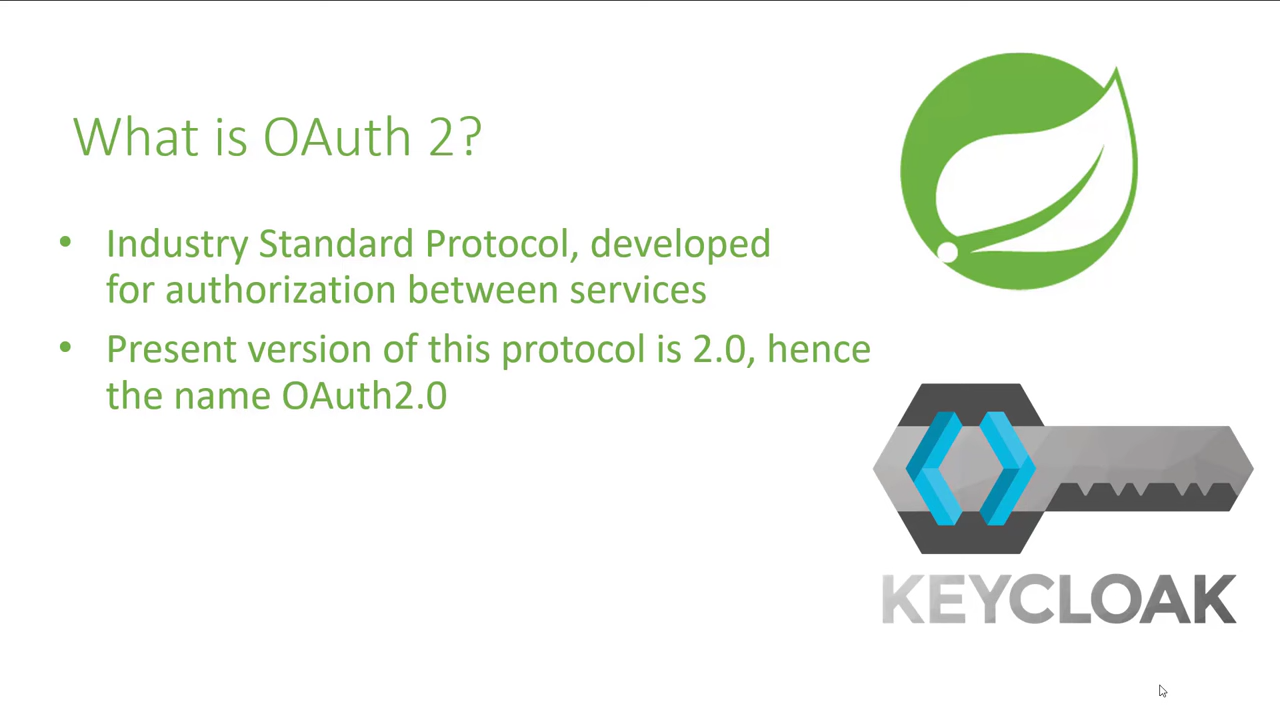 What is OAuth 2?
• Industry Standard Protocol, developed
for authorization between services
• Present version of this protocol is 2.0, hence
the name OAuth2.0
KEYCLOAK